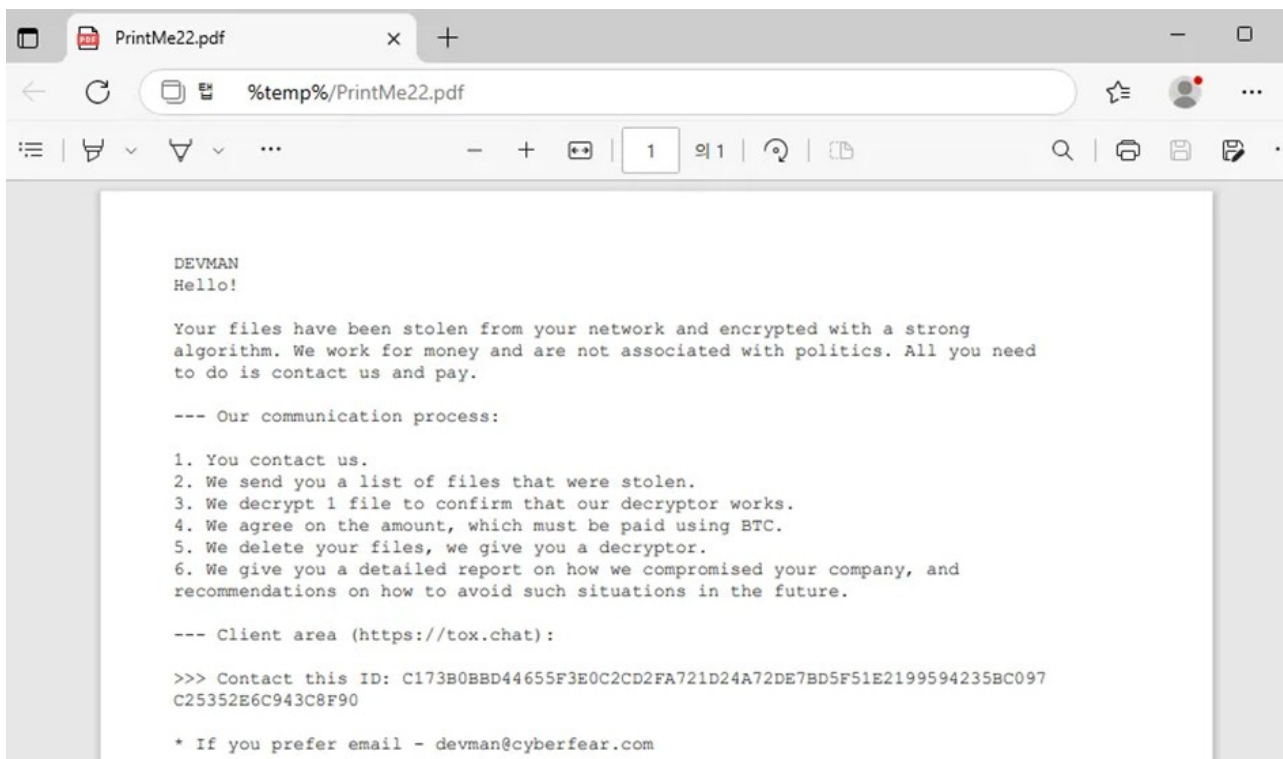 PrintMe22.pdf
%temp%/PrintMe22.pdf
1 의 1
DEVMAN
Hello!
Your files have been stolen from your network and encrypted with a strong
algorithm. We work for money and are not associated with politics. All you need
to do is contact us and pay.
--- Our communication process:
1. You contact us.
2. We send you a list of files that were stolen.
3. We decrypt 1 file to confirm that our decryptor works.
4. We agree on the amount, which must be paid using BTC.
5. We delete your files, we give you a decryptor.
6. We give you a detailed report on how we compromised your company, and
recommendations on how to avoid such situations in the future.
--- Client area (https://tox.chat):
>>> Contact this ID: C173B0BBD44655F3E0C2CD2FA721D24A72DE7BD5F51E2199594235BC097
C25352E6C943C8F90
* If you prefer email - devman@cyberfear.com